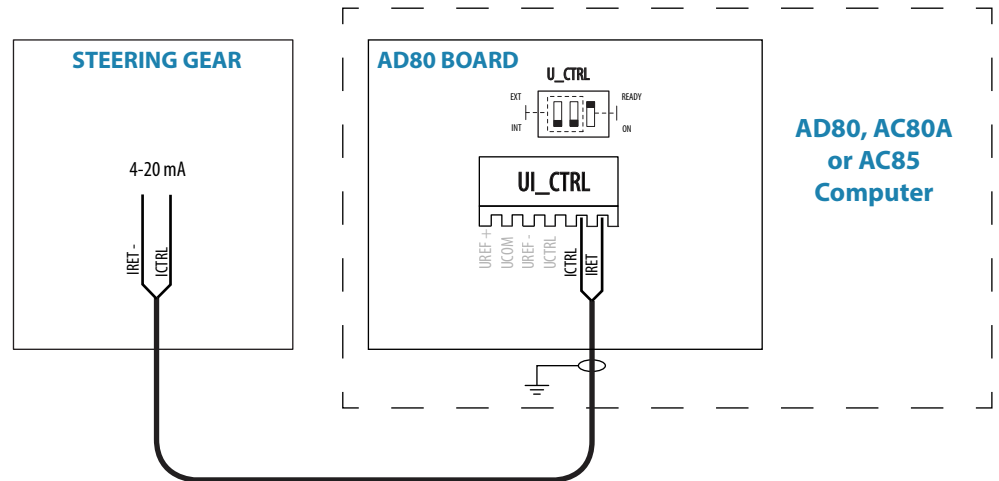 STEERING GEAR
4-20 mA
IRET -
ICTRL
AD80 BOARD
U_CTRL
EXT
INT
READY
ON
UI_CTRL
UREF +
UCOM
UREF -
UCTRL
ICTRL
IRET
AD80, AC80A
or AC85
Computer